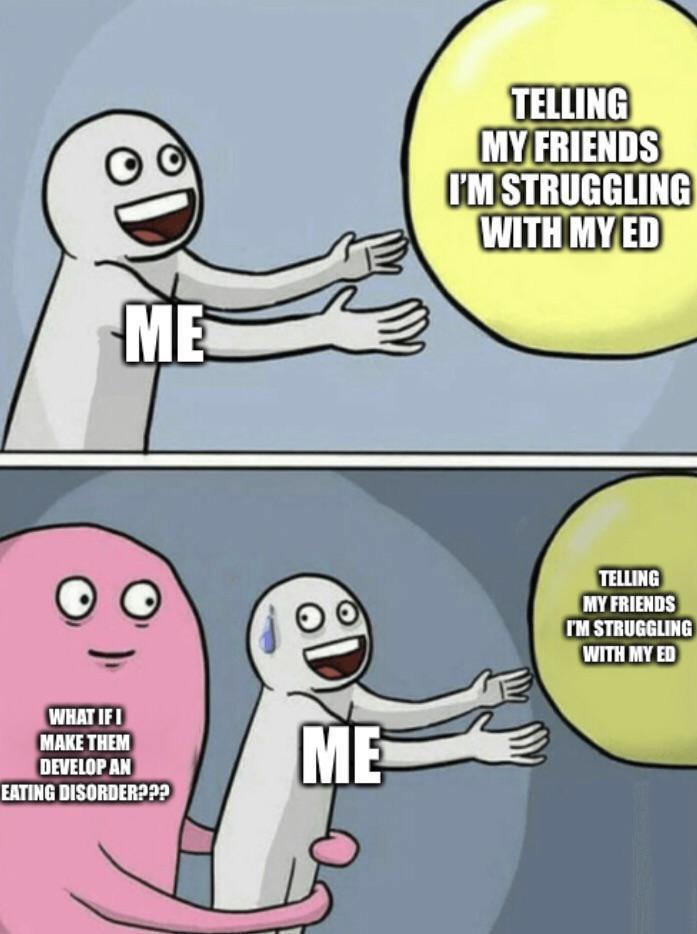 TELLING
MY FRIENDS
I'M STRUGGLING
WITH MY ED
ME
TELLING
MY FRIENDS
I'M STRUGGLING
WITH MY ED
WHAT IF I
MAKE THEM
DEVELOP AN
EATING DISORDER???
ME